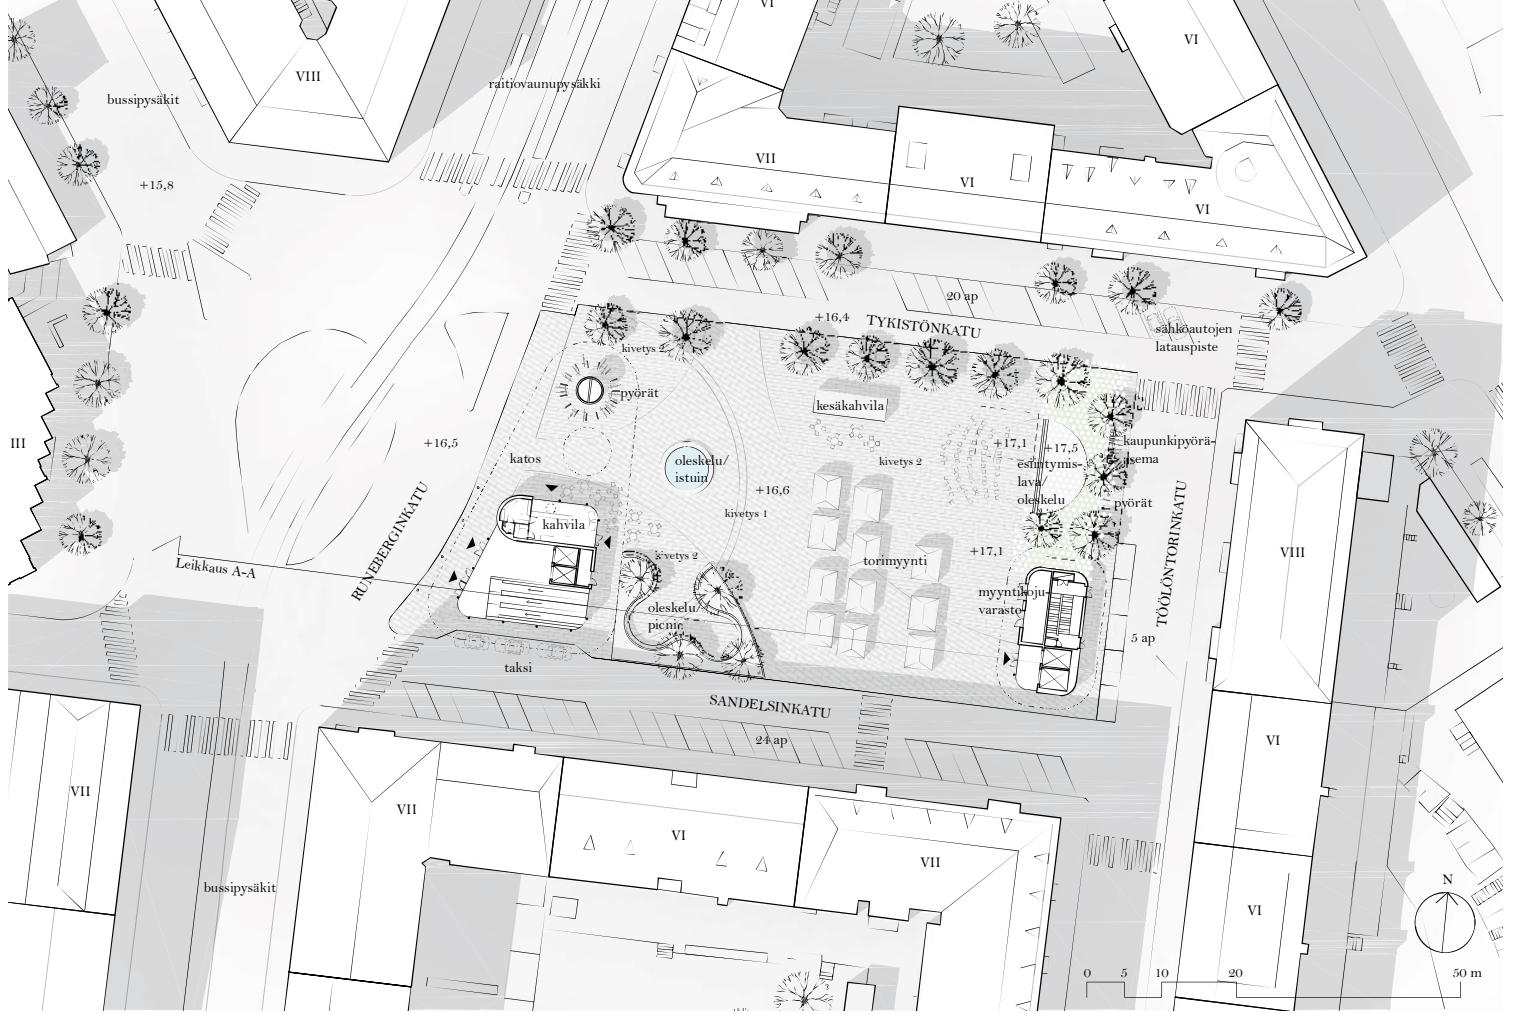 VI
VI
VIII
bussipysäkit
raitiovaunupysäkki
VII
VI
VI
+15,8
20 ap
+16,4
TYKISTÖNKATU
sähköautojen
latauspiste
kivetys 2
pyörät
kesäkahvila
III
+16,5
katos
oleskelu/
istuin
kivetys 2
+17,1
+17,5
esiintymis-
lava/
oleskelu
kaupunkipyörä-
asema
pyörät
+16,6
kivetys 1
kahvila
kivetys 2
torimyynti
+17,1
RUNEBERGINKATU
TÖÖLÖNTORINKATU
VIII
Leikkaus A-A
oleskelu/
picnic
myyntikoju-
varasto
5 ap
taksi
SANDELSINKATU
24 ap
VI
VII
VII
VI
VII
bussipysäkit
VI
N
0 5 10 20 50 m